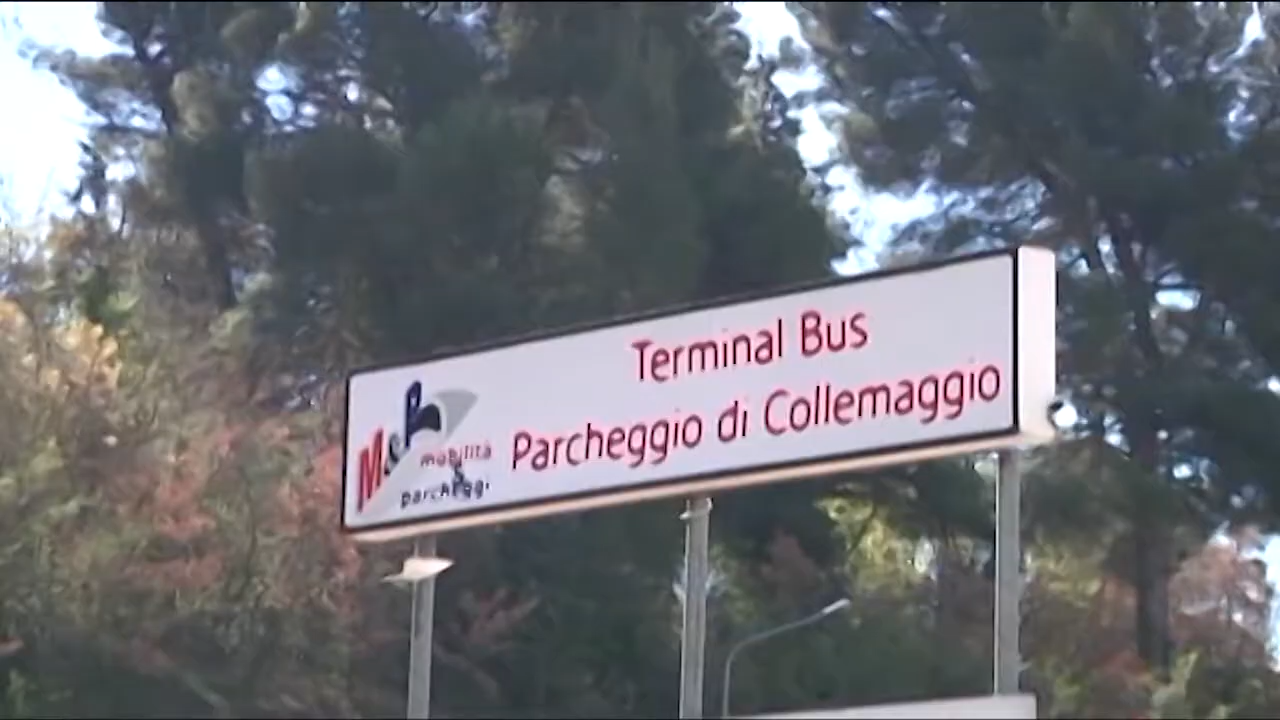 Terminal Bus
Parcheggio di Collemaggio
M&P
mobilità
&
parcheggi